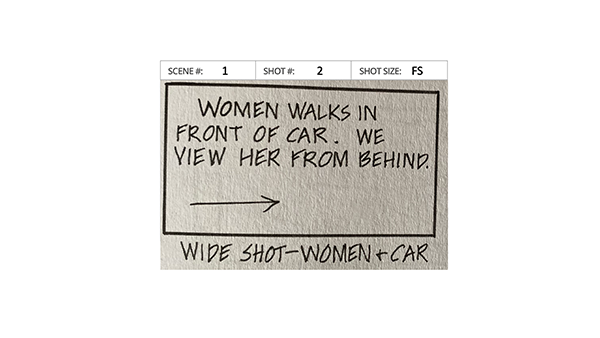 SCENE #: 1 SHOT #: 2 SHOT SIZE: FS
WOMEN WALKS IN
FRONT OF CAR. WE
VIEW HER FROM BEHIND.
WIDE SHOT-WOMEN + CAR